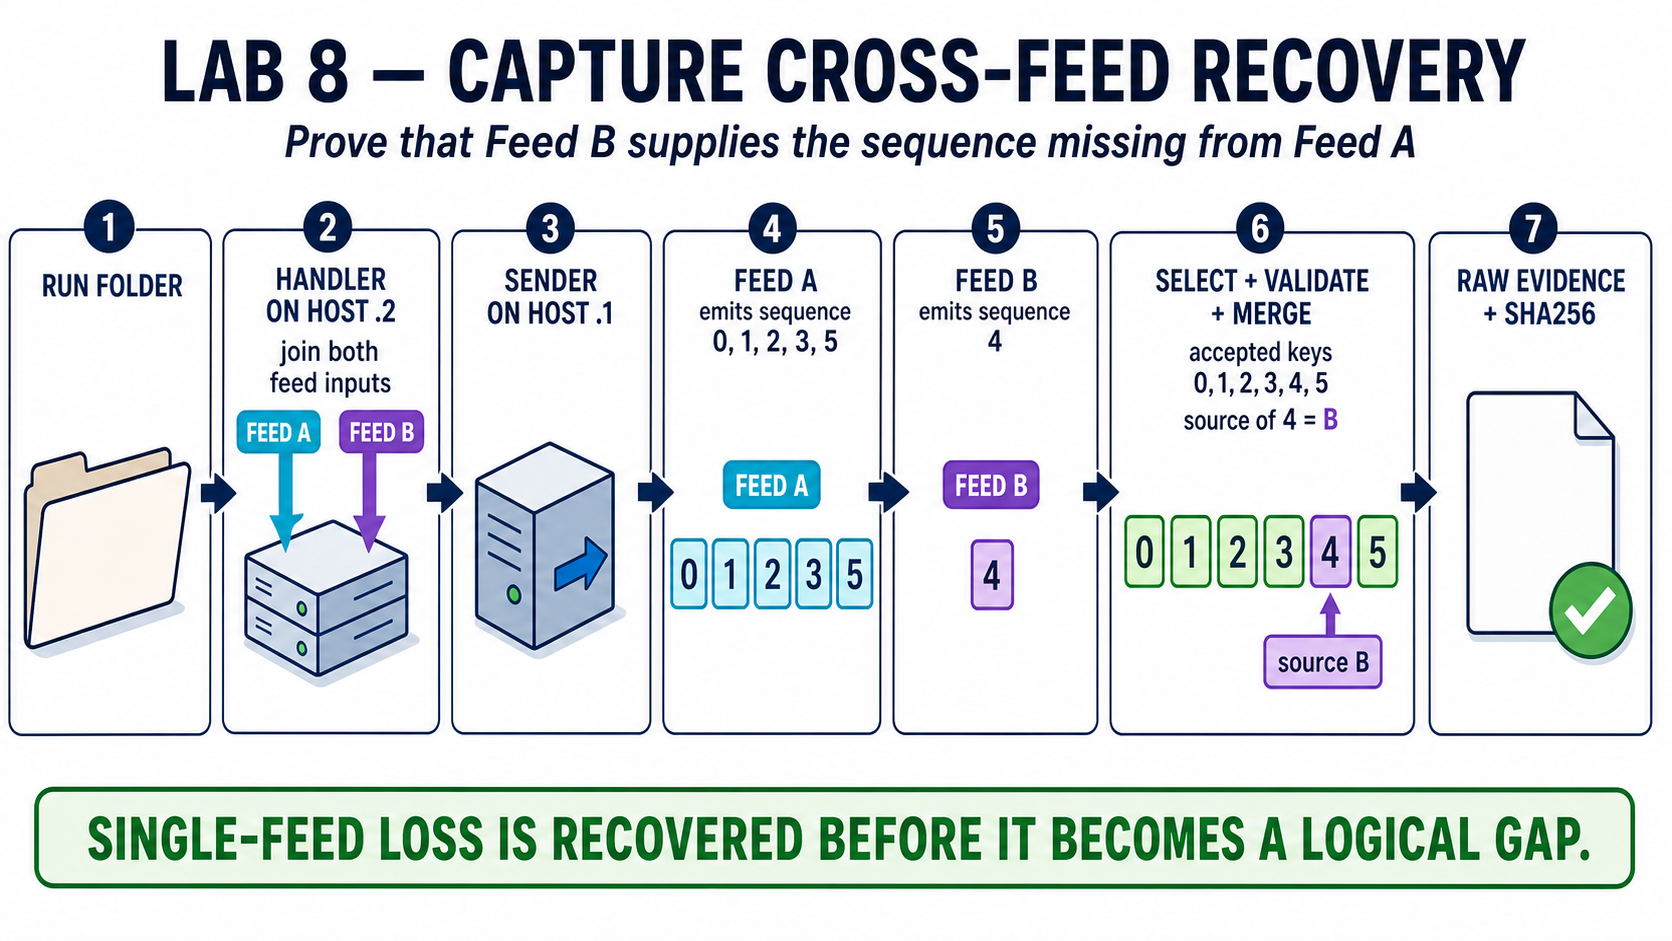 LAB 8 — CAPTURE CROSS-FEED RECOVERY
Prove that Feed B supplies the sequence missing from Feed A
1
RUN FOLDER
2
HANDLER
ON HOST .2
join both
feed inputs
FEED A
FEED B
3
SENDER
ON HOST .1
4
FEED A
emits sequence
0, 1, 2, 3, 5
FEED A
0 1 2 3 5
5
FEED B
emits sequence
4
FEED B
4
6
SELECT + VALIDATE
+ MERGE
accepted keys
0, 1, 2, 3, 4, 5
source of 4 = B
0 1 2 3 4 5
source B
7
RAW EVIDENCE
+ SHA256
SINGLE-FEED LOSS IS RECOVERED BEFORE IT BECOMES A LOGICAL GAP.